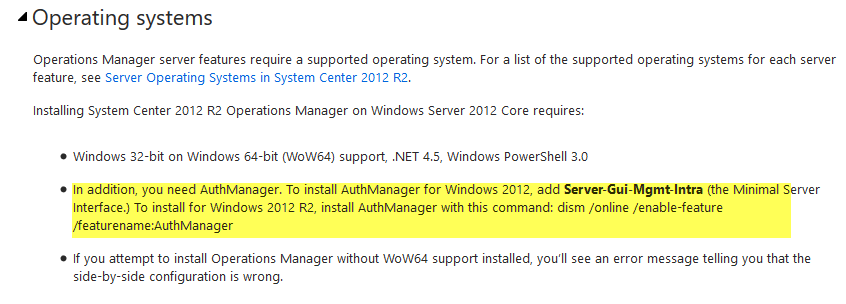 Operating systems
Operations Manager server features require a supported operating system. For a list of the supported operating systems for each server
feature, see Server Operating Systems in System Center 2012 R2.
Installing System Center 2012 R2 Operations Manager on Windows Server 2012 Core requires:
• Windows 32-bit on Windows 64-bit (WoW64) support, .NET 4.5, Windows PowerShell 3.0
• In addition, you need AuthManager. To install AuthManager for Windows 2012, add Server-Gui-Mgmt-Intra (the Minimal Server
Interface.) To install for Windows 2012 R2, install AuthManager with this command: dism /online /enable-feature
/featurename:AuthManager
• If you attempt to install Operations Manager without WoW64 support installed, you'll see an error message telling you that the
side-by-side configuration is wrong.